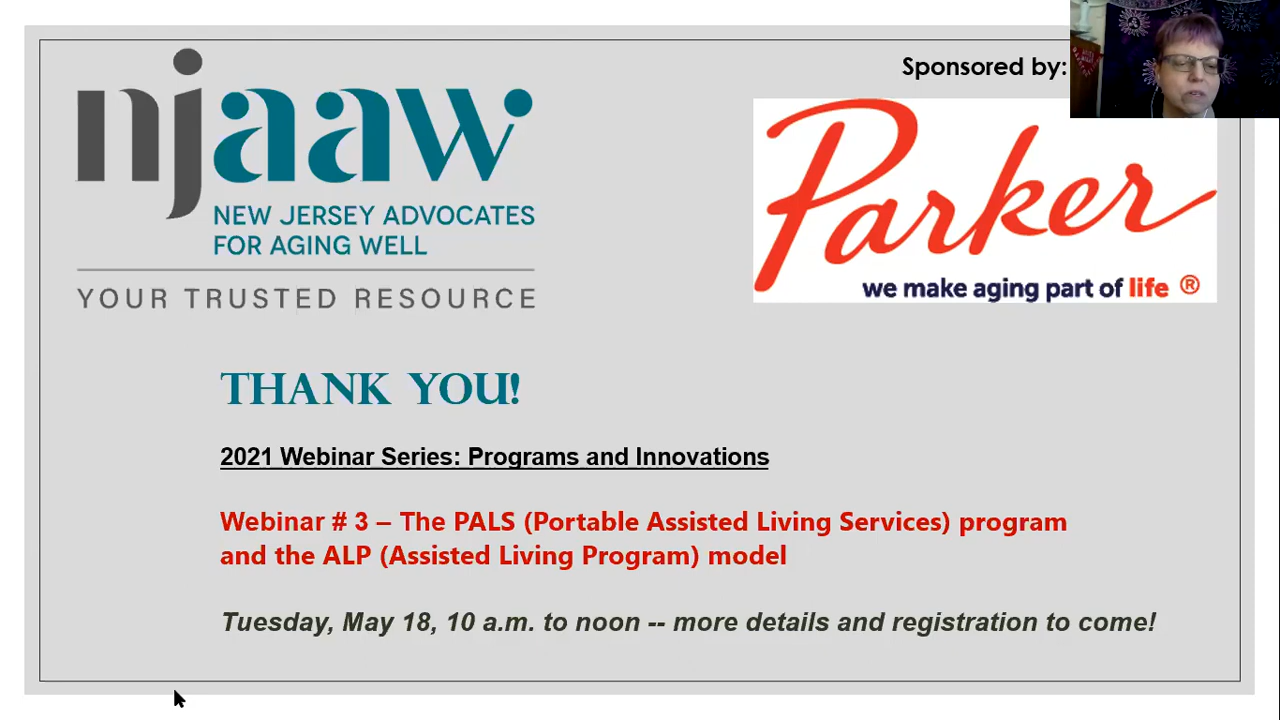 njaaw
NEW JERSEY ADVOCATES
FOR AGING WELL
YOUR TRUSTED RESOURCE
Sponsored by:
Parker
we make aging part of life ®
THANK YOU!
2021 Webinar Series: Programs and Innovations
Webinar # 3 – The PALS (Portable Assisted Living Services) program
and the ALP (Assisted Living Program) model
Tuesday, May 18, 10 a.m. to noon -- more details and registration to come!